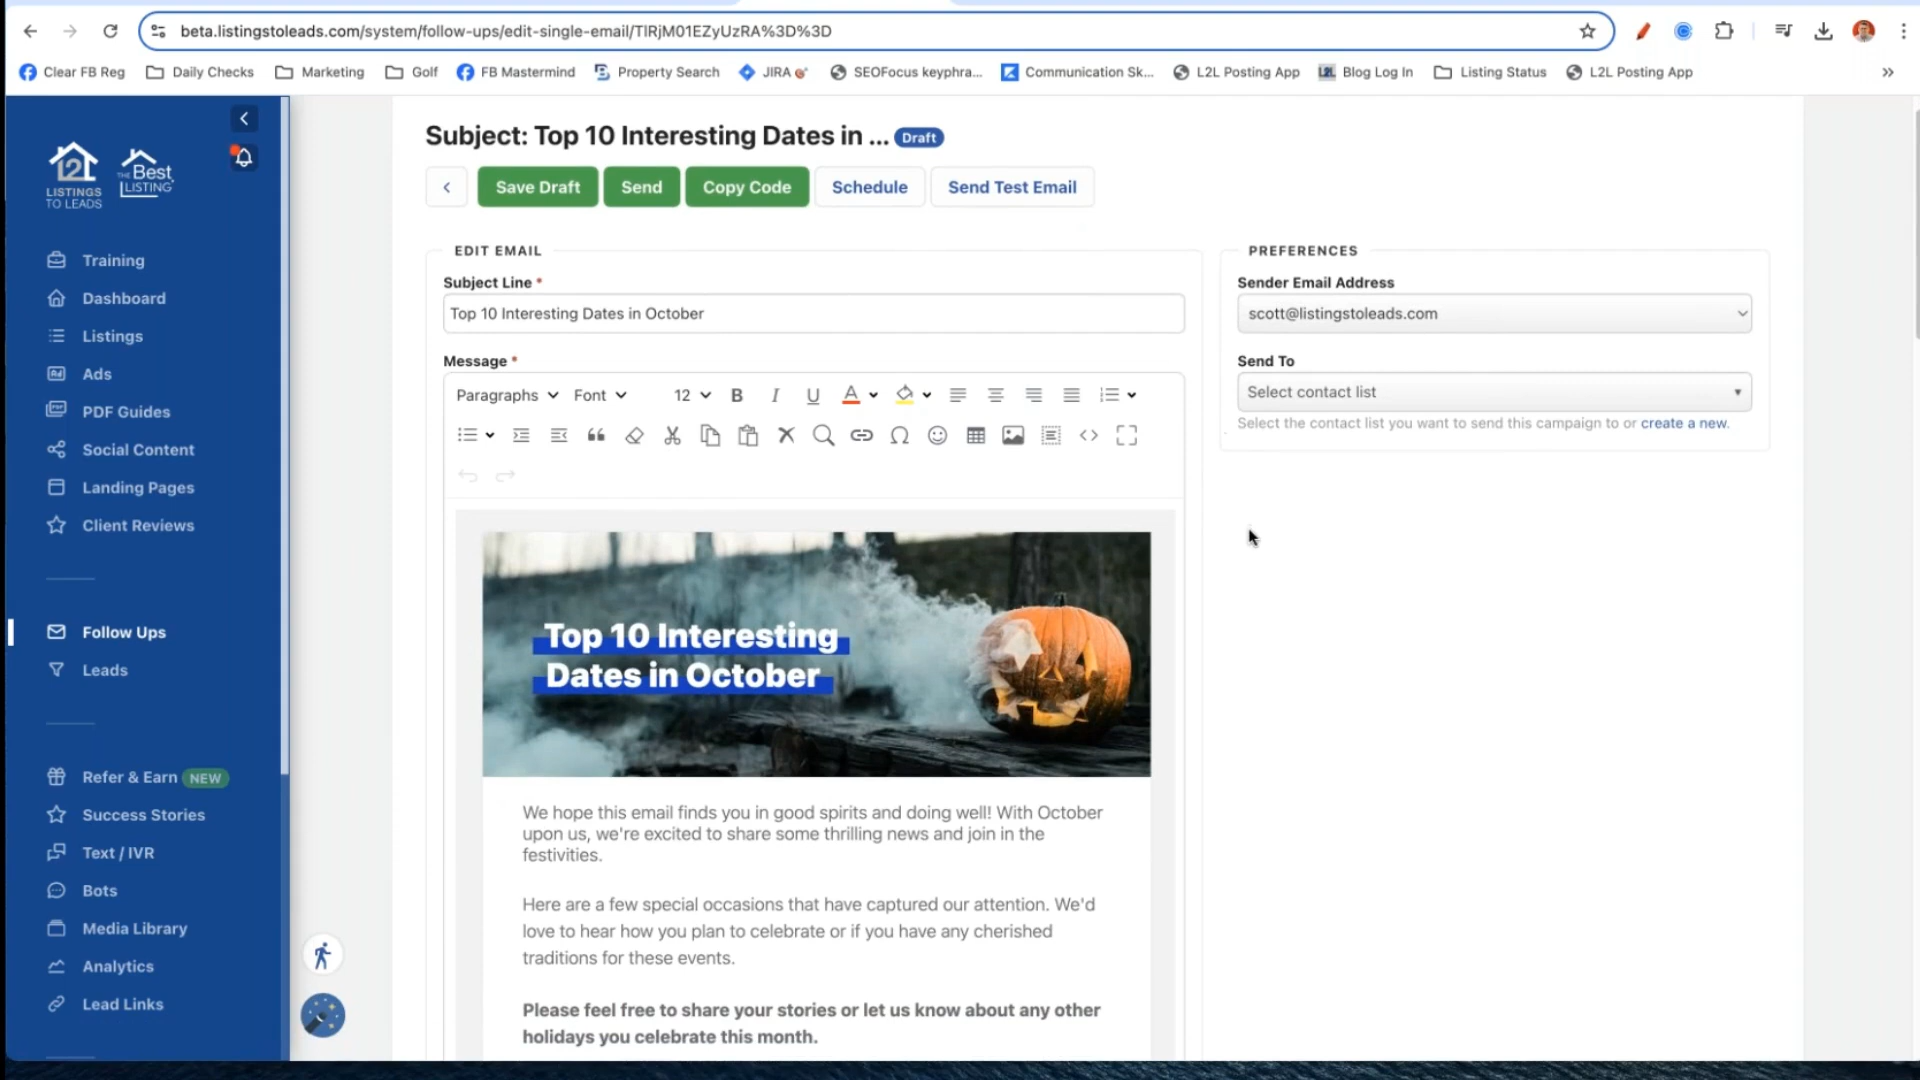 beta.listingstoleads.com/system/follow-ups/edit-single-email/TlRjM01EZyUzRA%3D%3D
Clear FB Reg
Daily Checks
Marketing
Golf
FB Mastermind
Property Search
JIRA
SEOFocus keyphra...
Communication Sk...
L2L Posting App
L2L
Blog Log In
Listing Status
L2L Posting App
»
L2L
LISTINGS
TO LEADS
THE Best
LISTING
Training
Dashboard
Listings
Ads
PDF Guides
Social Content
Landing Pages
Client Reviews
Follow Ups
Leads
Refer & Earn NEW
Success Stories
Text / IVR
Bots
Media Library
Analytics
Lead Links
Subject: Top 10 Interesting Dates in ... Draft
Save Draft
Send
Copy Code
Schedule
Send Test Email
EDIT EMAIL
Subject Line *
Top 10 Interesting Dates in October
Message *
Paragraphs
Font
12
B
I
U
A
Top 10 Interesting
Dates in October
We hope this email finds you in good spirits and doing well! With October
upon us, we're excited to share some thrilling news and join in the
festivities.
Here are a few special occasions that have captured our attention. We'd
love to hear how you plan to celebrate or if you have any cherished
traditions for these events.
Please feel free to share your stories or let us know about any other
holidays you celebrate this month.
PREFERENCES
Sender Email Address
scott@listingstoleads.com
Send To
Select contact list
Select the contact list you want to send this campaign to or create a new.